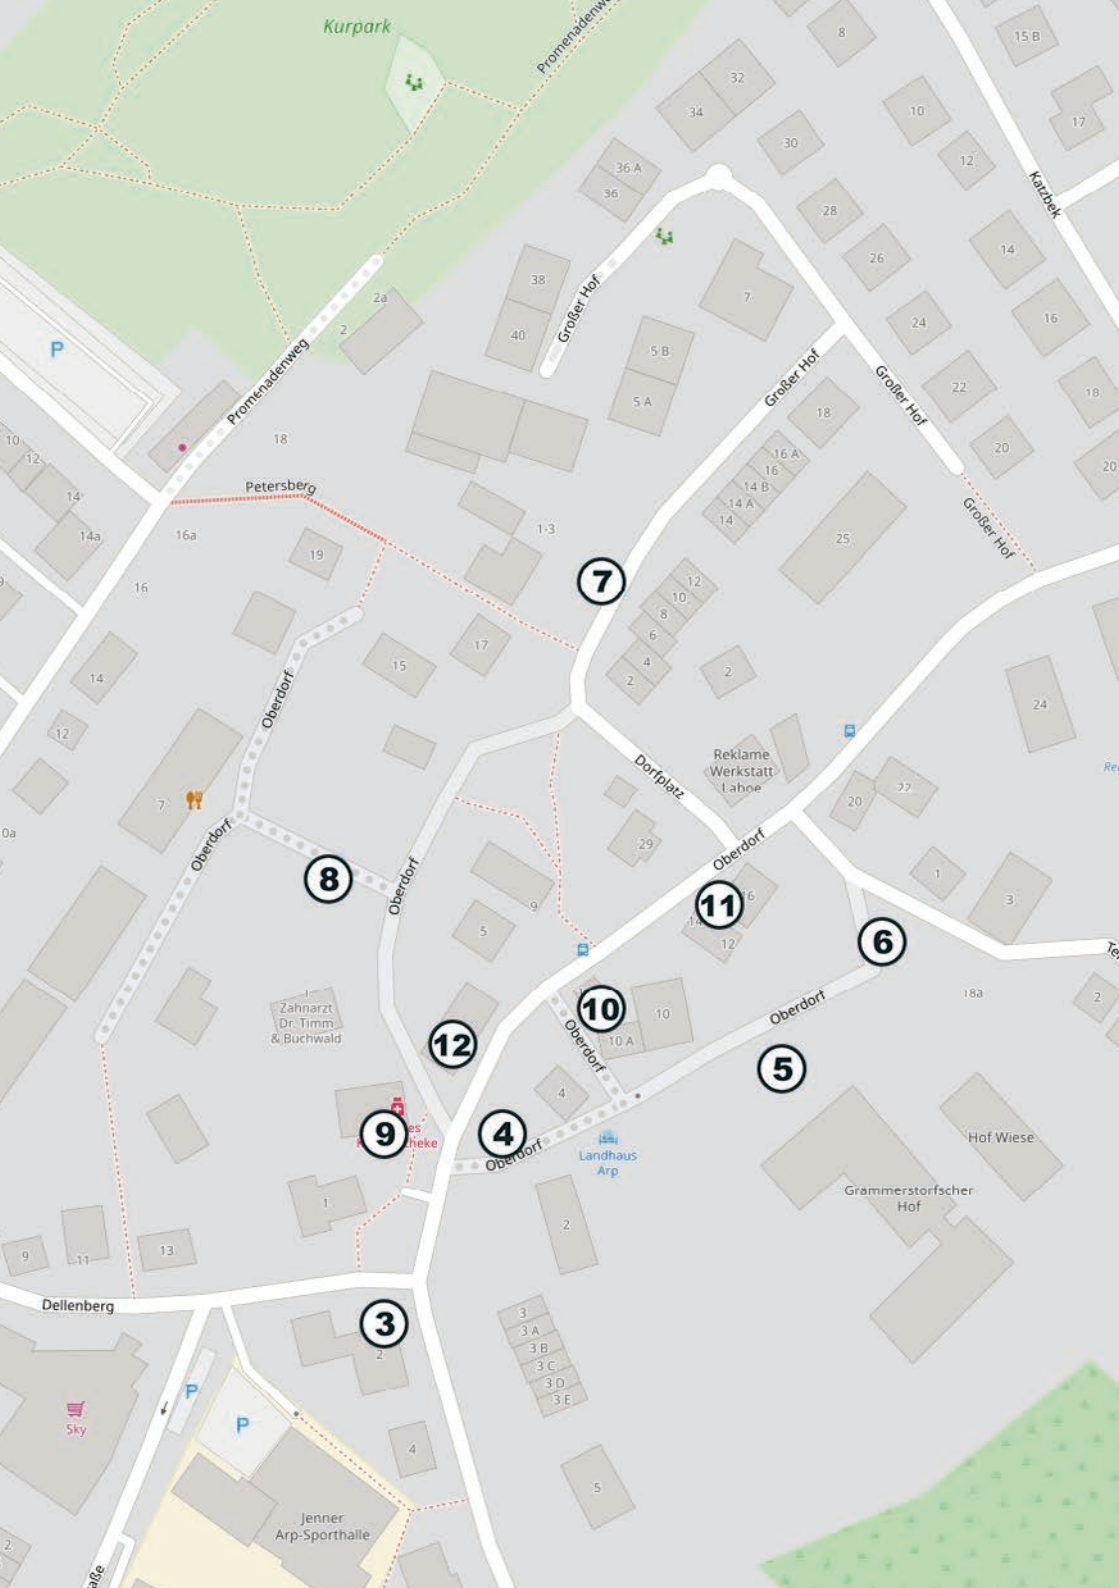 Kurpark
Promenadenweg
8
15 B
32
34
10
17
30
12
36 A
36
Katzbek
28
14
26
38
Großer Hof
7
2a
2
24
16
40
5 B
P
Promenadenweg
Großer Hof
Großer Hof
22
18
5 A
18
18
10
12
20
20
16 A
16
14 B
14 A
14
Petersberg
14
14a
16a
1-3
25
Großer Hof
19
16
7
12
10
8
6
4
2
17
15
2
14
Oberdorf
24
12
Reklame
Werkstatt
Laboe
Dorfplatz
20
22
7
Oberdorf
29
Oberdorf
8
Oberdorf
1
3
9
16
11
14
12
5
6
18a
2
Zahnarzt
Dr. Timm
& Buchwald
10
10
10 A
Oberdorf
Oberdorf
12
5
4
9
4
Oberdorf
Landhaus
Arp
Hof Wiese
Grammerstorfscher
Hof
1
2
9
11
13
Dellenberg
3
2
3
3 A
3 B
3 C
3 D
3 E
P
P
Sky
4
5
Jenner
Arp-Sporthalle
2